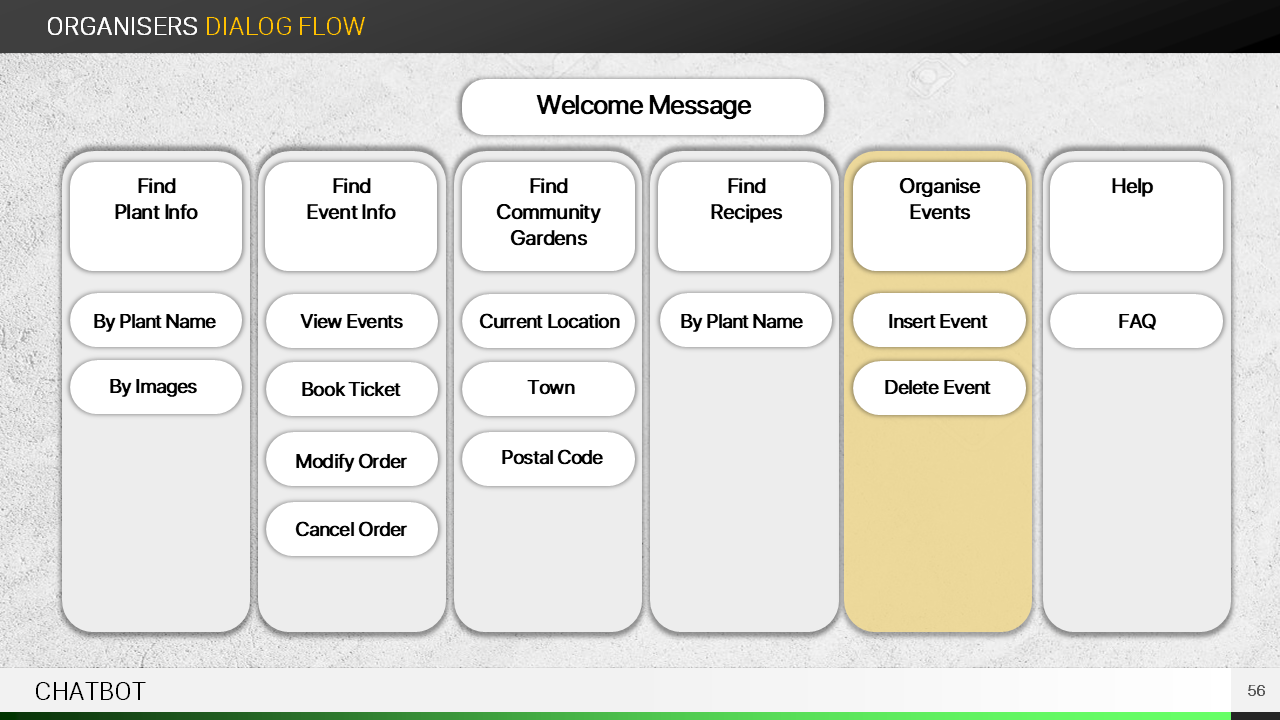 ORGANISERS DIALOG FLOW
Welcome Message
Find
Plant Info
By Plant Name
By Images
Find
Event Info
View Events
Book Ticket
Modify Order
Cancel Order
Find
Community
Gardens
Current Location
Town
Postal Code
Find
Recipes
By Plant Name
Organise
Events
Insert Event
Delete Event
Help
FAQ
CHATBOT
56